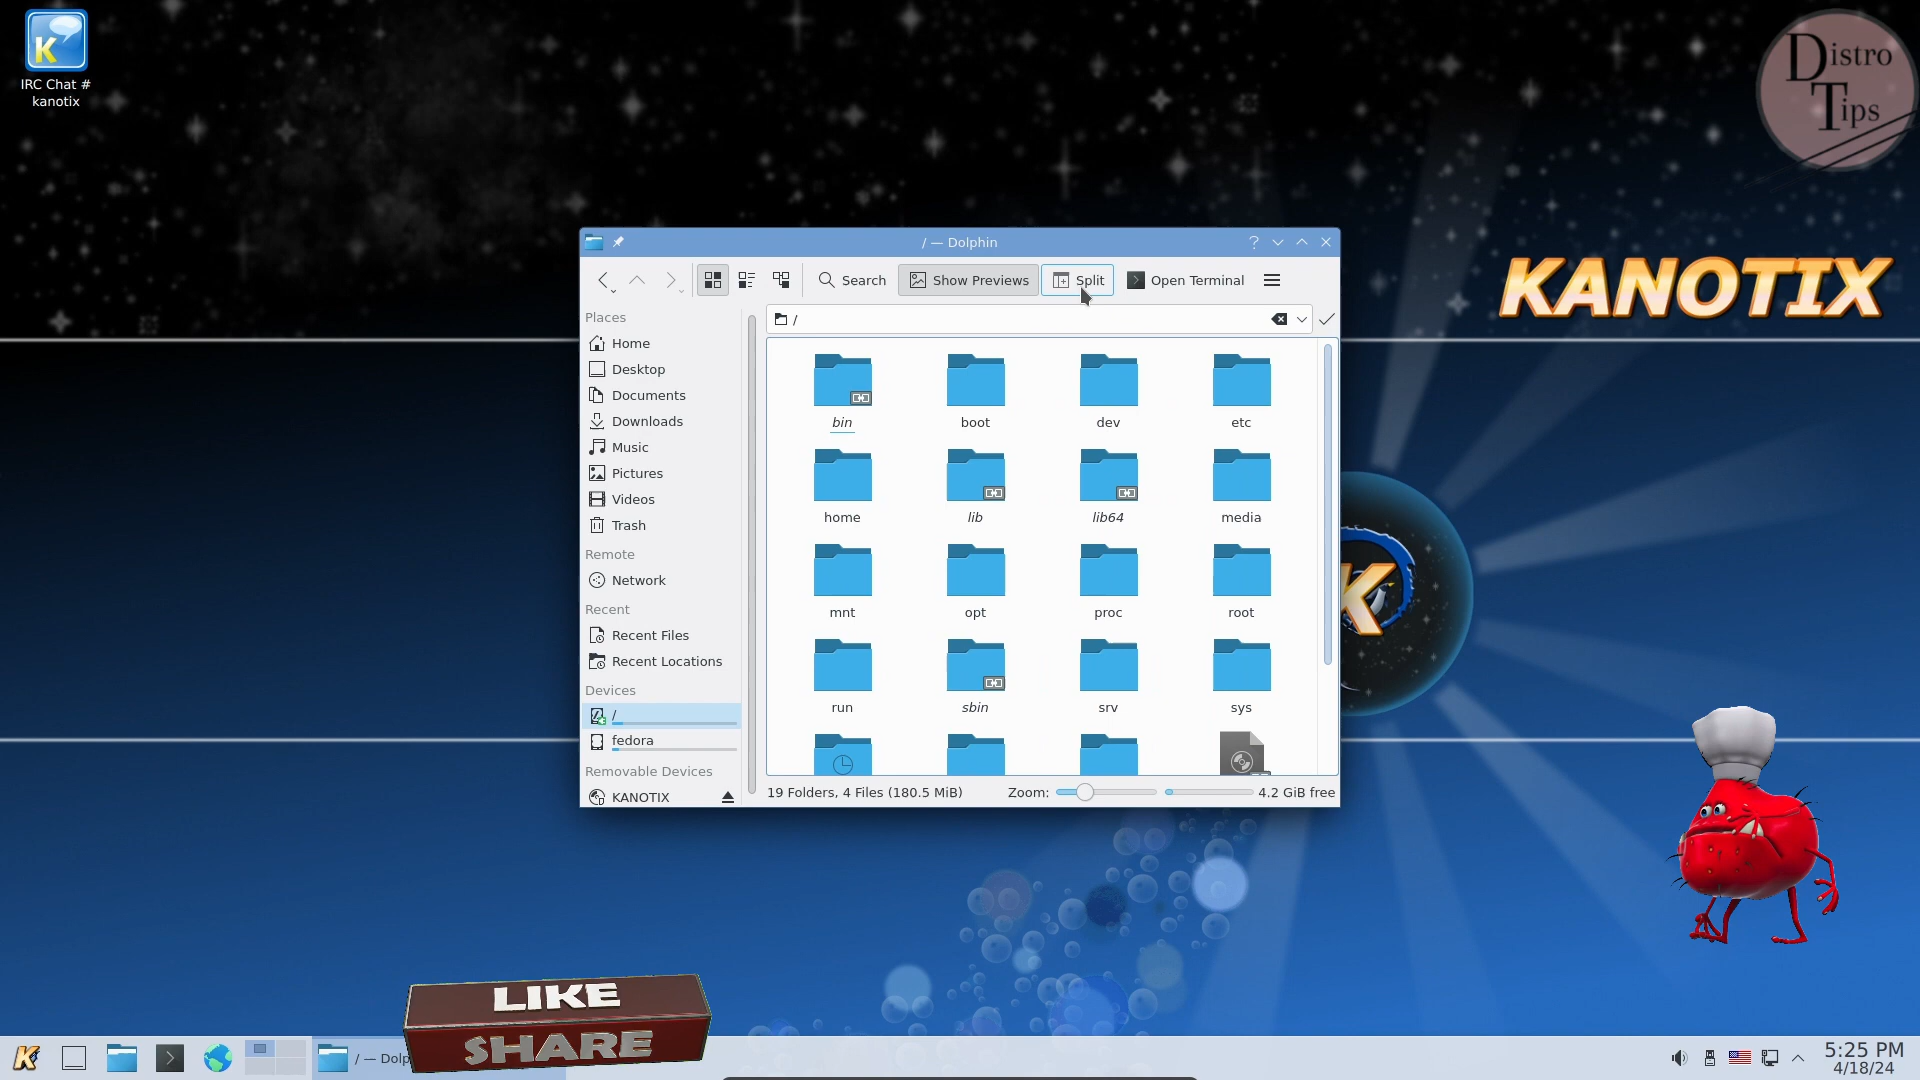 IRC Chat #
kanotix
Distro
Tips
KANOTIX
/ — Dolphin
Search
Show Previews
Split
Open Terminal
/
Places
Home
Desktop
Documents
Downloads
Music
Pictures
Videos
Trash
Remote
Network
Recent
Recent Files
Recent Locations
Devices
/
fedora
Removable Devices
KANOTIX
bin
boot
dev
etc
home
lib
lib64
media
mnt
opt
proc
root
run
sbin
srv
sys
19 Folders, 4 Files (180.5 MiB)
Zoom:
4.2 GiB free
K
LIKE
SHARE
/ — Dolp
5:25 PM
4/18/24